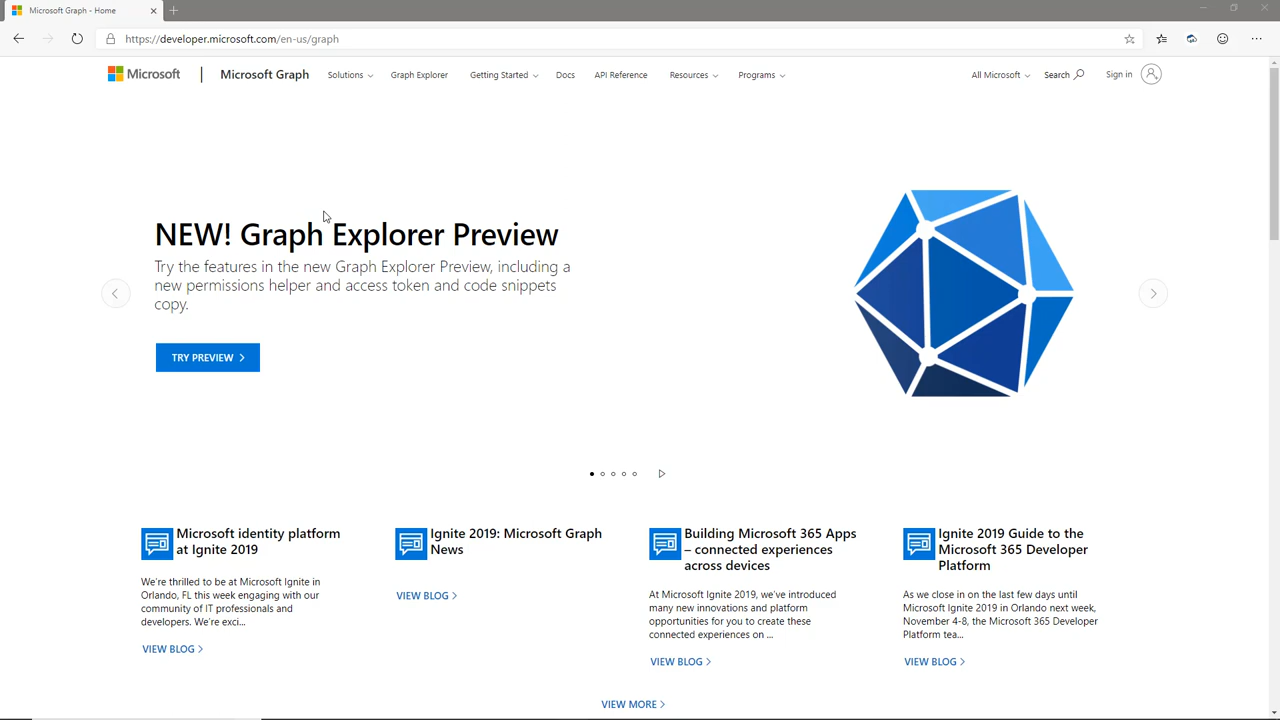 Microsoft Graph - Home
https://developer.microsoft.com/en-us/graph
Microsoft
Microsoft Graph
Solutions
Graph Explorer
Getting Started
Docs
API Reference
Resources
Programs
All Microsoft
Search
Sign in
NEW! Graph Explorer Preview
Try the features in the new Graph Explorer Preview, including a
new permissions helper and access token and code snippets
copy.
TRY PREVIEW
Microsoft identity platform
at Ignite 2019
We're thrilled to be at Microsoft Ignite in
Orlando, FL this week engaging with our
community of IT professionals and
developers. We're exci...
VIEW BLOG
Ignite 2019: Microsoft Graph
News
VIEW BLOG
Building Microsoft 365 Apps
– connected experiences
across devices
At Microsoft Ignite 2019, we've introduced
many new innovations and platform
opportunities for you to create these
connected experiences on ...
VIEW BLOG
Ignite 2019 Guide to the
Microsoft 365 Developer
Platform
As we close in on the last few days until
Microsoft Ignite 2019 in Orlando next week,
November 4-8, the Microsoft 365 Developer
Platform tea...
VIEW BLOG
VIEW MORE